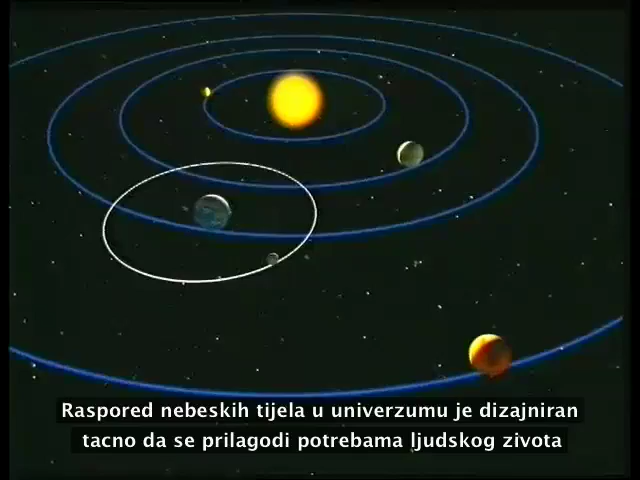 Raspored nebeskih tijela u univerzumu je dizajniran
tacno da se prilagodi potrebama ljudskog zivota